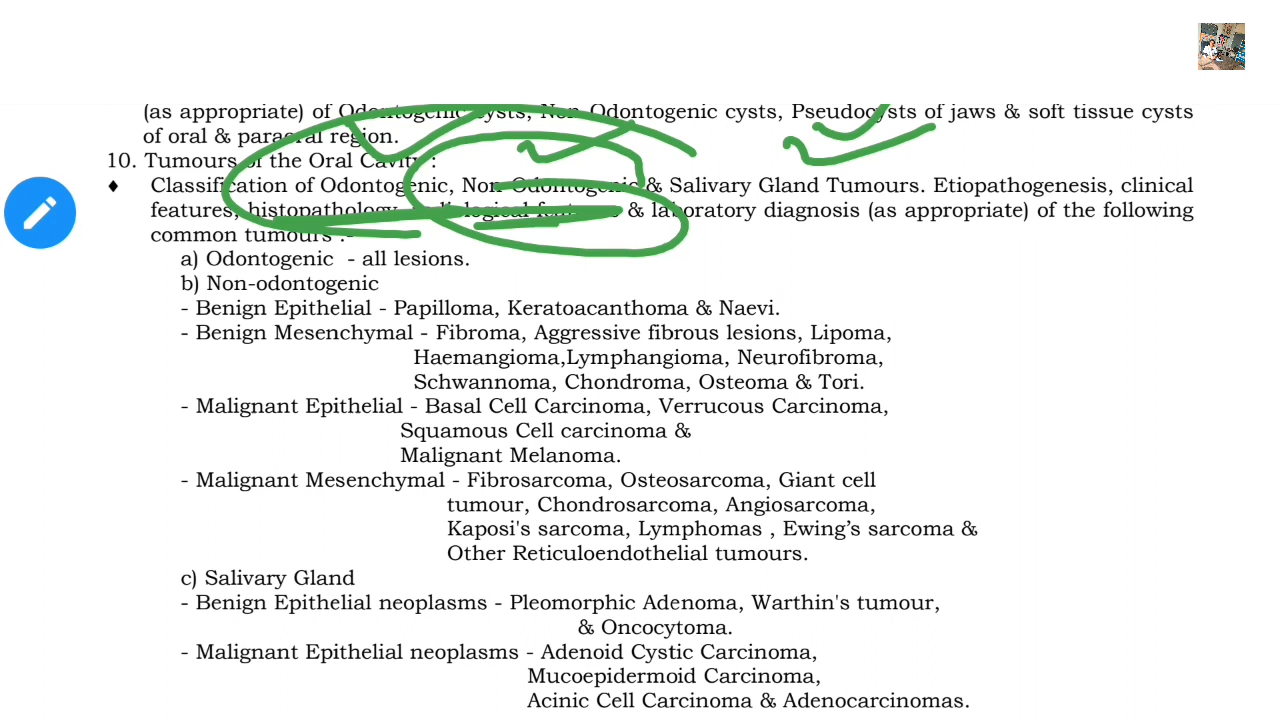 (as appropriate) of Odontogenic cysts, Non-Odontogenic cysts, Pseudocysts of jaws & soft tissue cysts
of oral & paraoral region.
10. Tumours of the Oral Cavity :
♦ Classification of Odontogenic, Non-Odontogenic & Salivary Gland Tumours. Etiopathogenesis, clinical
features, histopathology, radiological features & laboratory diagnosis (as appropriate) of the following
common tumours :-
a) Odontogenic - all lesions.
b) Non-odontogenic
- Benign Epithelial - Papilloma, Keratoacanthoma & Naevi.
- Benign Mesenchymal - Fibroma, Aggressive fibrous lesions, Lipoma,
Haemangioma,Lymphangioma, Neurofibroma,
Schwannoma, Chondroma, Osteoma & Tori.
- Malignant Epithelial - Basal Cell Carcinoma, Verrucous Carcinoma,
Squamous Cell carcinoma &
Malignant Melanoma.
- Malignant Mesenchymal - Fibrosarcoma, Osteosarcoma, Giant cell
tumour, Chondrosarcoma, Angiosarcoma,
Kaposi's sarcoma, Lymphomas , Ewing’s sarcoma &
Other Reticuloendothelial tumours.
c) Salivary Gland
- Benign Epithelial neoplasms - Pleomorphic Adenoma, Warthin's tumour,
& Oncocytoma.
- Malignant Epithelial neoplasms - Adenoid Cystic Carcinoma,
Mucoepidermoid Carcinoma,
Acinic Cell Carcinoma & Adenocarcinomas.